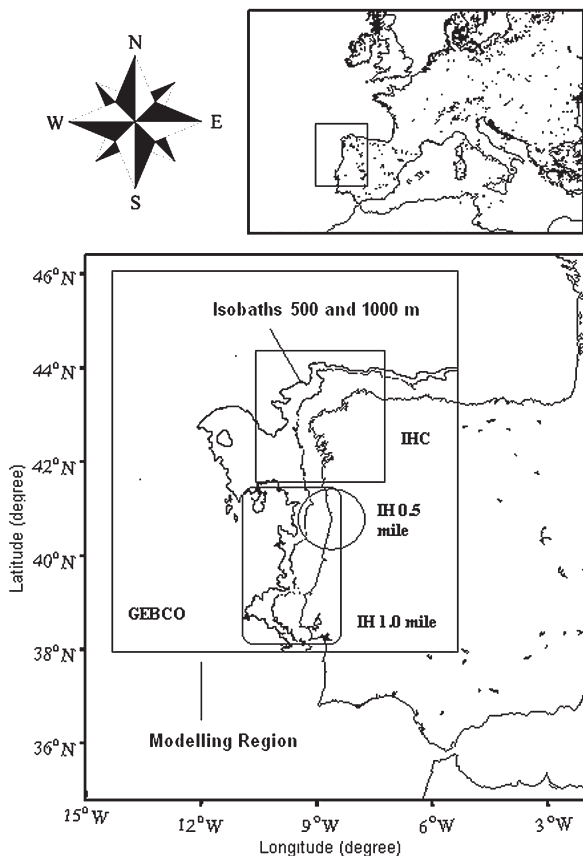 N
W E
S
46°N
44°N
42°N
40°N
38°N
36°N
Latitude (degree)
Isobaths 500 and 1000 m
IHC
IH 0.5
mile
GEBCO
IH 1.0 mile
Modelling Region
15°W 12°W 9°W 6°W 3°W
Longitude (degree)